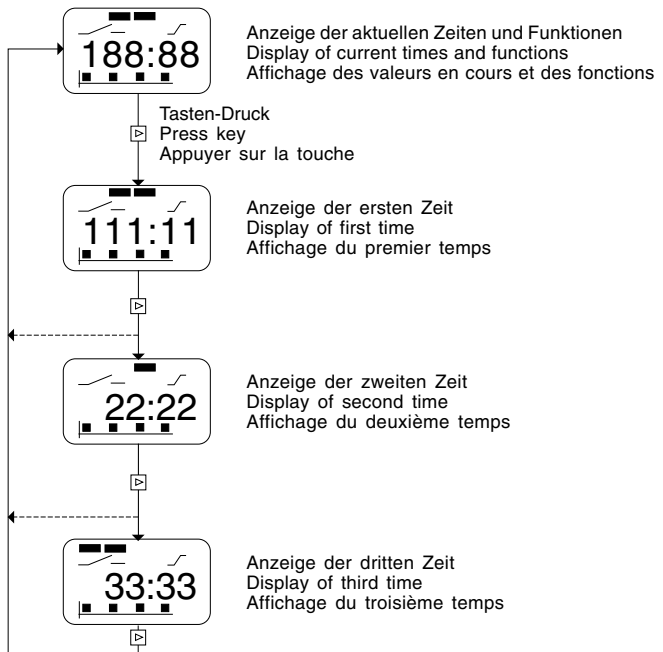 188:88
Anzeige der aktuellen Zeiten und Funktionen
Display of current times and functions
Affichage des valeurs en cours et des fonctions
Tasten-Druck
Press key
Appuyer sur la touche
111:11
Anzeige der ersten Zeit
Display of first time
Affichage du premier temps
22:22
Anzeige der zweiten Zeit
Display of second time
Affichage du deuxième temps
33:33
Anzeige der dritten Zeit
Display of third time
Affichage du troisième temps